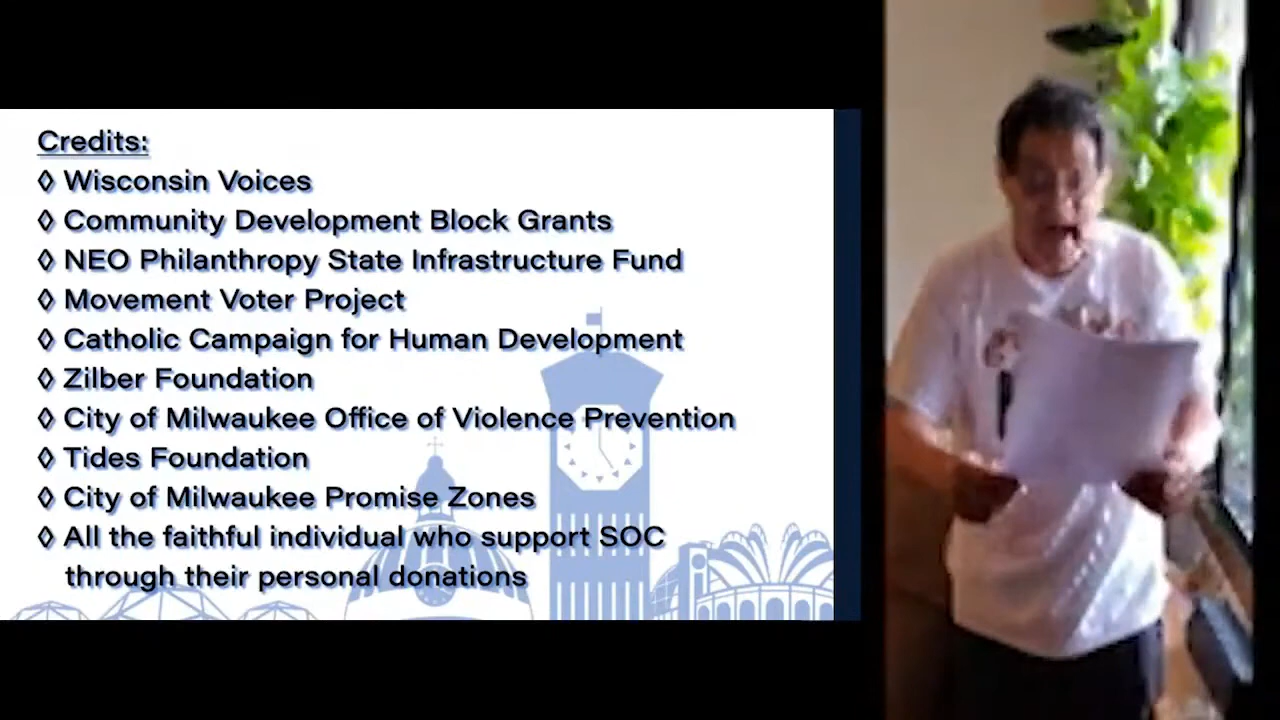 Credits:
◊ Wisconsin Voices
◊ Community Development Block Grants
◊ NEO Philanthropy State Infrastructure Fund
◊ Movement Voter Project
◊ Catholic Campaign for Human Development
◊ Zilber Foundation
◊ City of Milwaukee Office of Violence Prevention
◊ Tides Foundation
◊ City of Milwaukee Promise Zones
◊ All the faithful individual who support SOC
through their personal donations